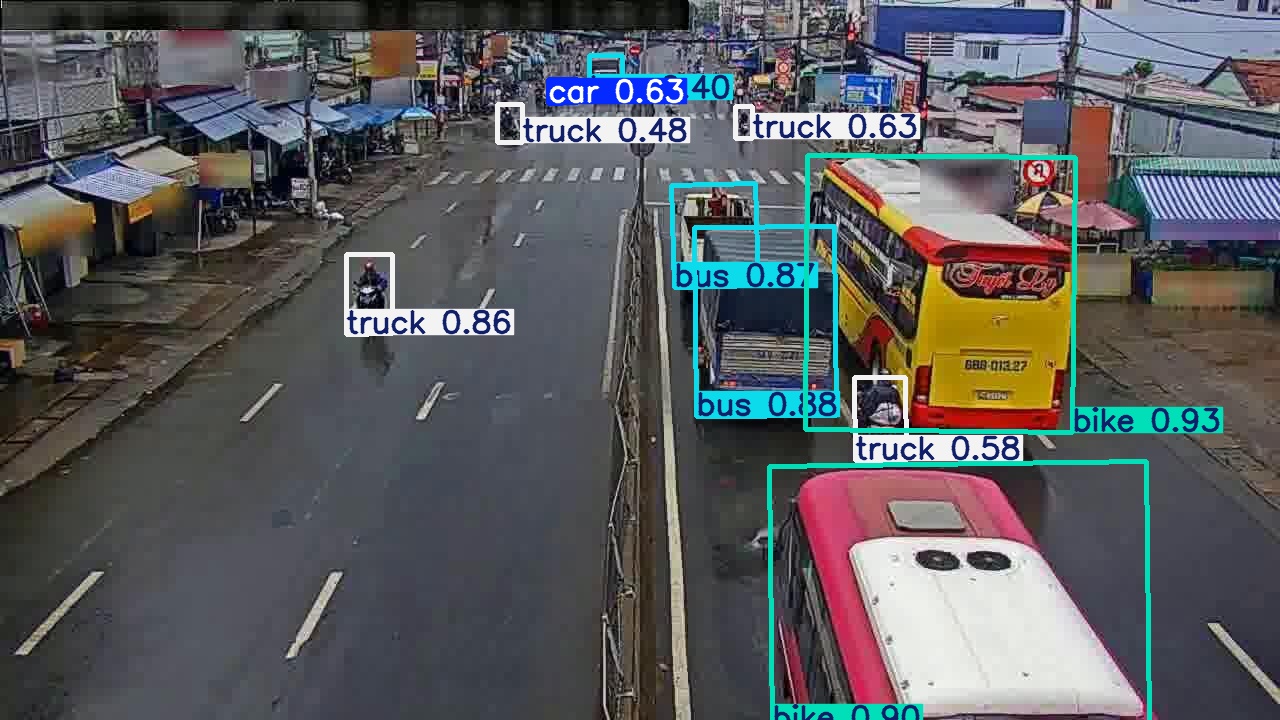 car 0.63
40
truck 0.48
truck 0.63
bus 0.87
truck 0.86
Tuyết Ly
68B-013.27
bus 0.88
bike 0.93
truck 0.58
bike 0.90